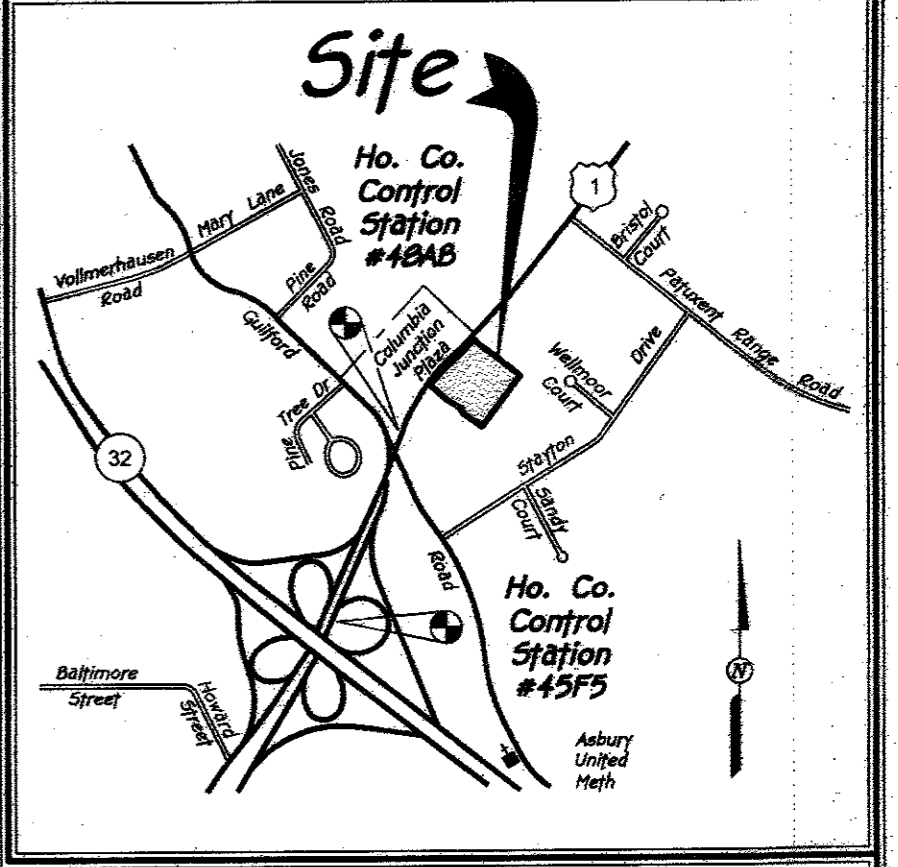 Site
Ho. Co.
Control
Station
#48AB
1
Jones
Road
Mary Lane
Vollmerhausen
Road
Pine
Road
Guilford
Columbia
Junction
Plaza
Bristol
Court
Patuxent Range Road
Drive
Wellmoor
Court
Tree Dr
Pine
32
Stayton
Sandy
Court
Road
Ho. Co.
Control
Station
#45F5
N
Baltimore
Street
Howard
Street
Asbury
United
Meth